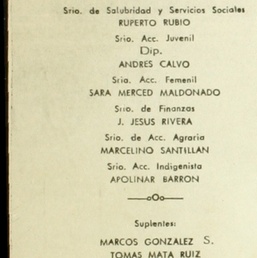 Srio. de Salubridad y Servicios Sociales
RUPERTO RUBIO
Srio. Acc. Juvenil
Dip.
ANDRES CALVO
Sria. Acc. Femenil
SARA MERCED MALDONADO
Srio. de Finanzas
J. JESUS RIVERA
Srio. de Acc. Agraria
MARCELINO SANTILLAN
Srio. Acc. Indigenista
APOLINAR BARRON
—oOo—
Suplentes:
MARCOS GONZALEZ S.
TOMAS MATA RUIZ